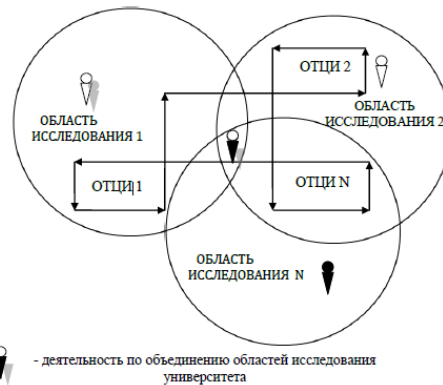 ОТЦИ 2
ОБЛАСТЬ
ИССЛЕДОВАНИЯ 1
ОБЛАСТЬ
ИССЛЕДОВАНИЯ 2
ОТЦИ 1
ОТЦИ N
ОБЛАСТЬ
ИССЛЕДОВАНИЯ N
- деятельность по объединению областей исследования
университета